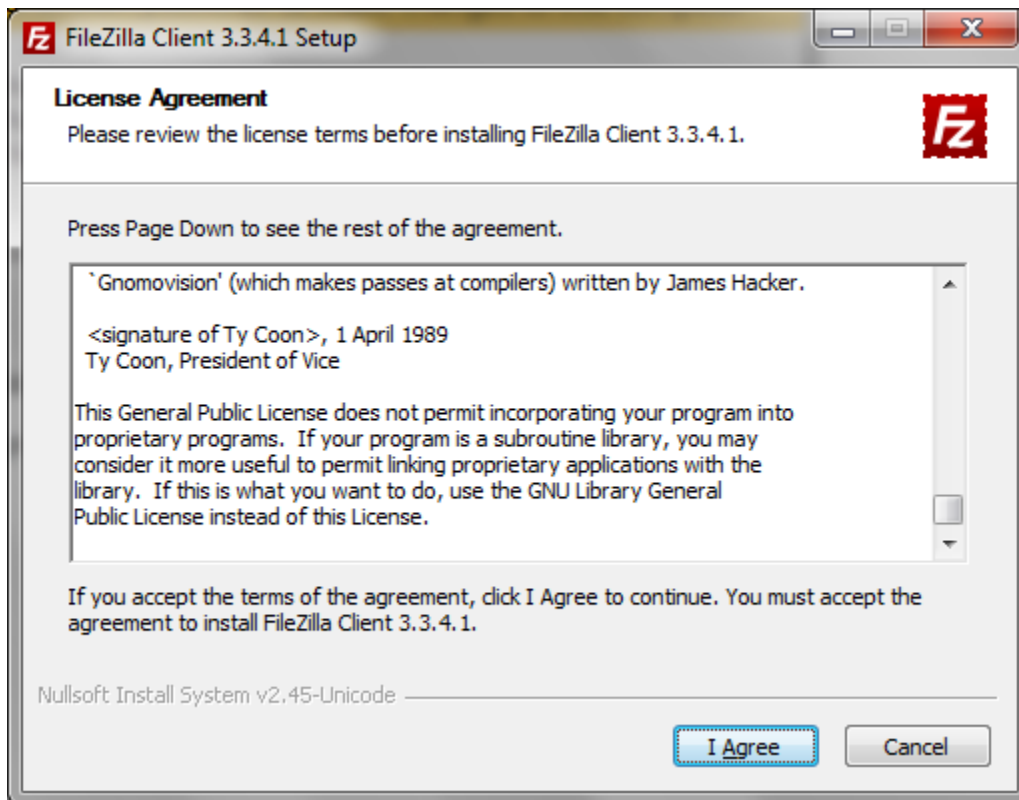 FileZilla Client 3.3.4.1 Setup
License Agreement
Please review the license terms before installing FileZilla Client 3.3.4.1.
Fz
Press Page Down to see the rest of the agreement.
`Gnomovision' (which makes passes at compilers) written by James Hacker.
<signature of Ty Coon>, 1 April 1989
Ty Coon, President of Vice
This General Public License does not permit incorporating your program into
proprietary programs.  If your program is a subroutine library, you may
consider it more useful to permit linking proprietary applications with the
library.  If this is what you want to do, use the GNU Library General
Public License instead of this License.
If you accept the terms of the agreement, click I Agree to continue. You must accept the
agreement to install FileZilla Client 3.3.4.1.
Nullsoft Install System v2.45-Unicode
I Agree
Cancel